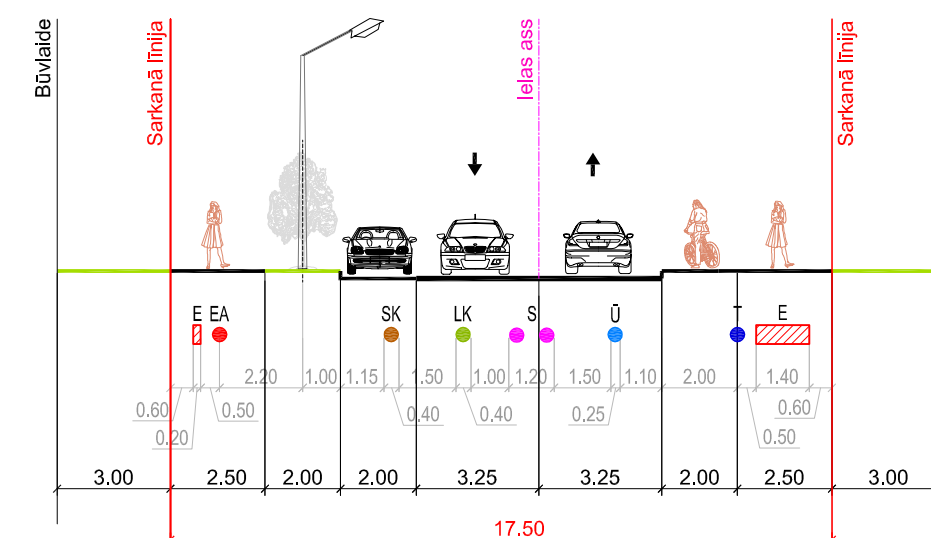 Būvlaide
Sarkanā līnija
Ielas ass
Sarkanā līnija
E EA SK LK S Ū T E
2.20 1.00 1.15 1.50 1.00 1.20 1.50 1.10 2.00 1.40
0.60 0.50 0.40 0.40 0.25 0.60
0.20 0.50
3.00 2.50 2.00 2.00 3.25 3.25 2.00 2.50 3.00
17.50